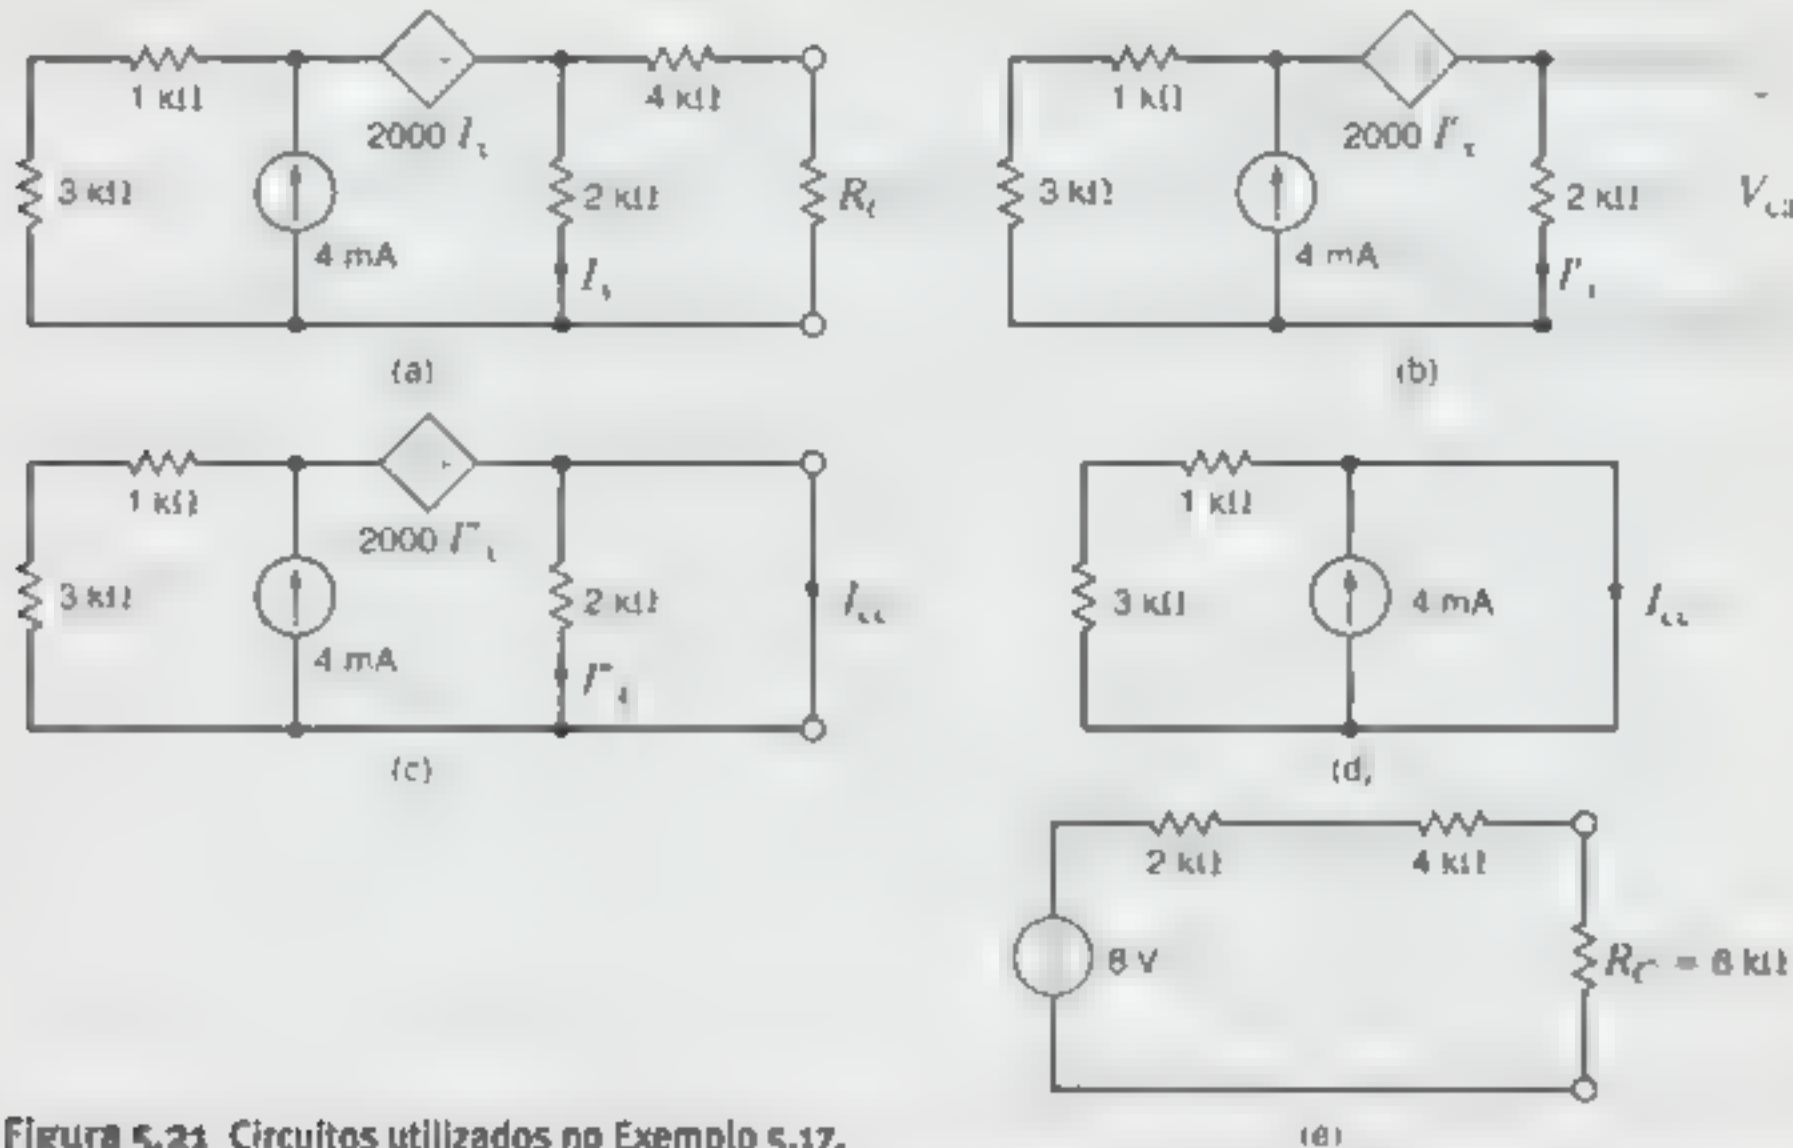 1 kΩ
4 kΩ
2000 Iₓ
3 kΩ
2 kΩ
4 mA
Iₓ
(a)
1 kΩ
2000 I'ₓ
3 kΩ
2 kΩ
4 mA
I'ₓ
(b)
1 kΩ
2000 I"ₓ
3 kΩ
2 kΩ
4 mA
I"ₓ
(c)
1 kΩ
3 kΩ
4 mA
(d)
2 kΩ
4 kΩ
(e)
Figura 5.21 Circuitos utilizados no Exemplo 5.17.